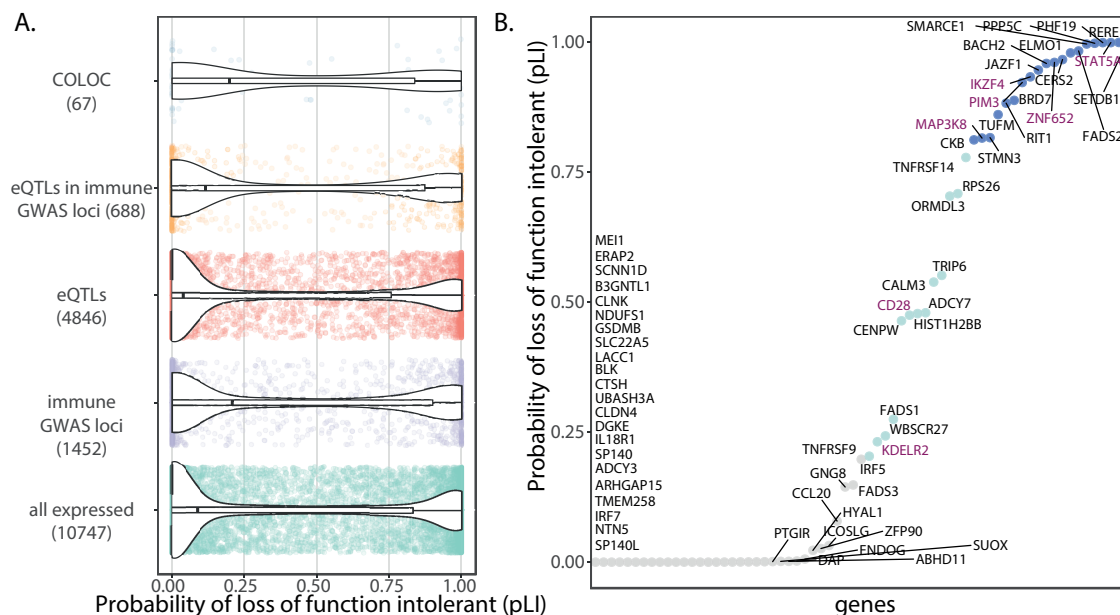 A.
COLOC
(67)
eQTLs in immune
GWAS loci (688)
eQTLs
(4846)
immune
GWAS loci
(1452)
all expressed
(10747)
0.00
0.25
0.50
0.75
1.00
Probability of loss of function intolerant (pLI)
B.
Probability of loss of function intolerant (pLI)
1.00
0.75
0.50
0.25
0.00
SMARCE1
PPP5C
PHF19
RERE
BACH2
ELMO1
STAT5A
JAZF1
CERS2
IKZF4
SETDB1
PIM3
BRD7
ZNF652
MAP3K8
TUFM
RIT1
FADS2
CKB
STMN3
TNFRSF14
RPS26
ORMDL3
TRIP6
CALM3
CD28
ADCY7
CENPW
HIST1H2BB
MEI1
ERAP2
SCNN1D
B3GNTL1
CLNK
NDUFS1
GSDMB
SLC22A5
LACC1
BLK
CTSH
UBASH3A
CLDN4
DGKE
IL18R1
SP140
ADCY3
ARHGAP15
TMEM258
IRF7
NTN5
SP140L
FADS1
WBSCR27
TNFRSF9
KDELR2
IRF5
GNG8
FADS3
CCL20
HYAL1
PTGIR
ICOSLG
ZFP90
SUOX
ENDOG
DAP
ABHD11
genes